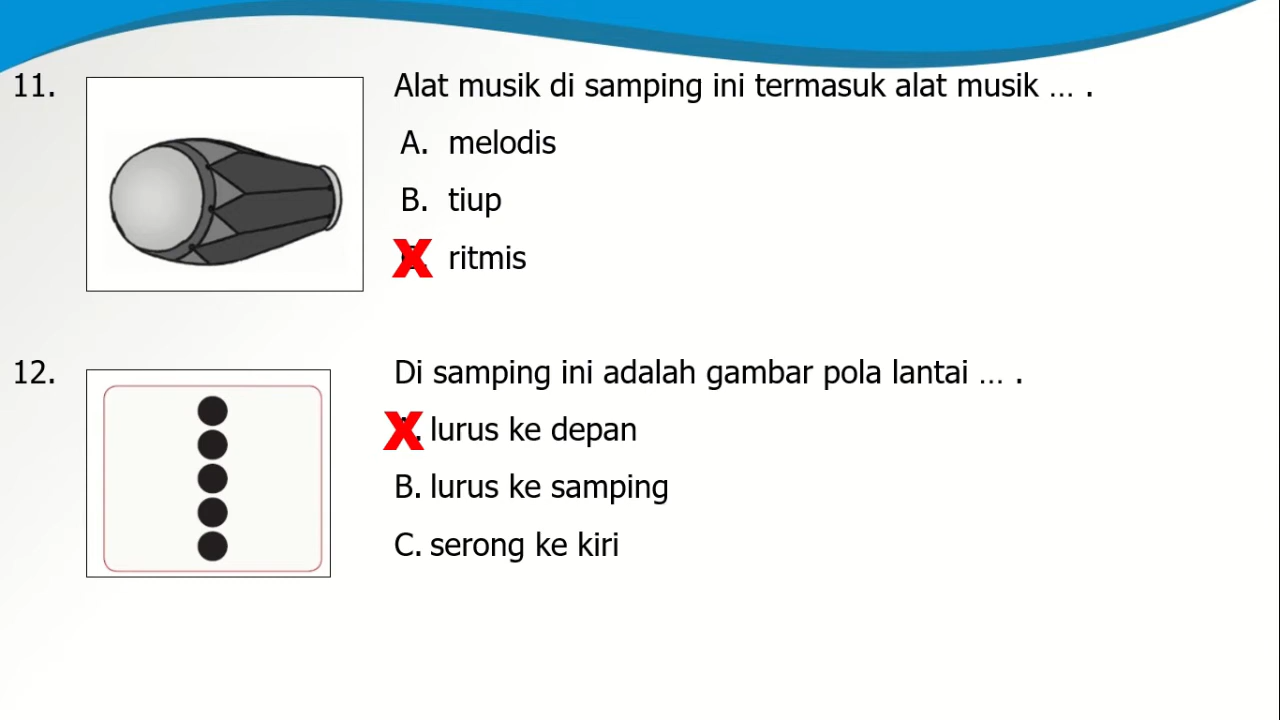 11. Alat musik di samping ini termasuk alat musik ... .
A. melodis
B. tiup
X ritmis
12. Di samping ini adalah gambar pola lantai ... .
X. lurus ke depan
B. lurus ke samping
C. serong ke kiri